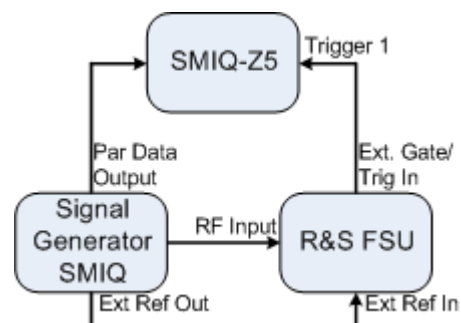 SMIQ-Z5
Trigger 1
Par Data
Output
Ext. Gate/
Trig In
Signal
Generator
SMIQ
RF Input
R&S FSU
Ext Ref Out
Ext Ref In